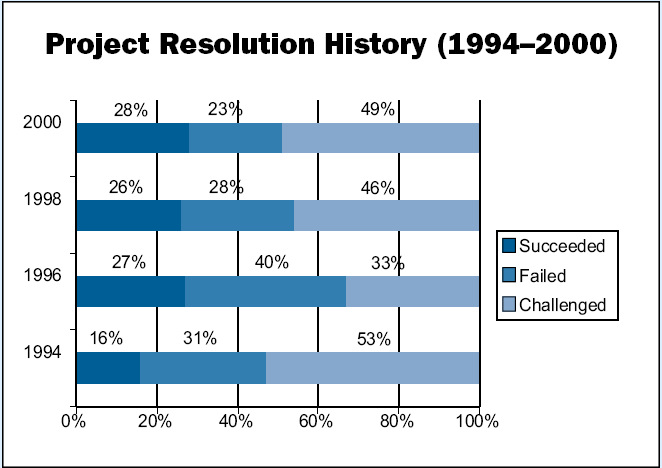 Project Resolution History (1994–2000)
28% 23% 49%
2000
26% 28% 46%
1998
27% 40% 33%
1996
16% 31% 53%
1994
0% 20% 40% 60% 80% 100%
Succeeded
Failed
Challenged